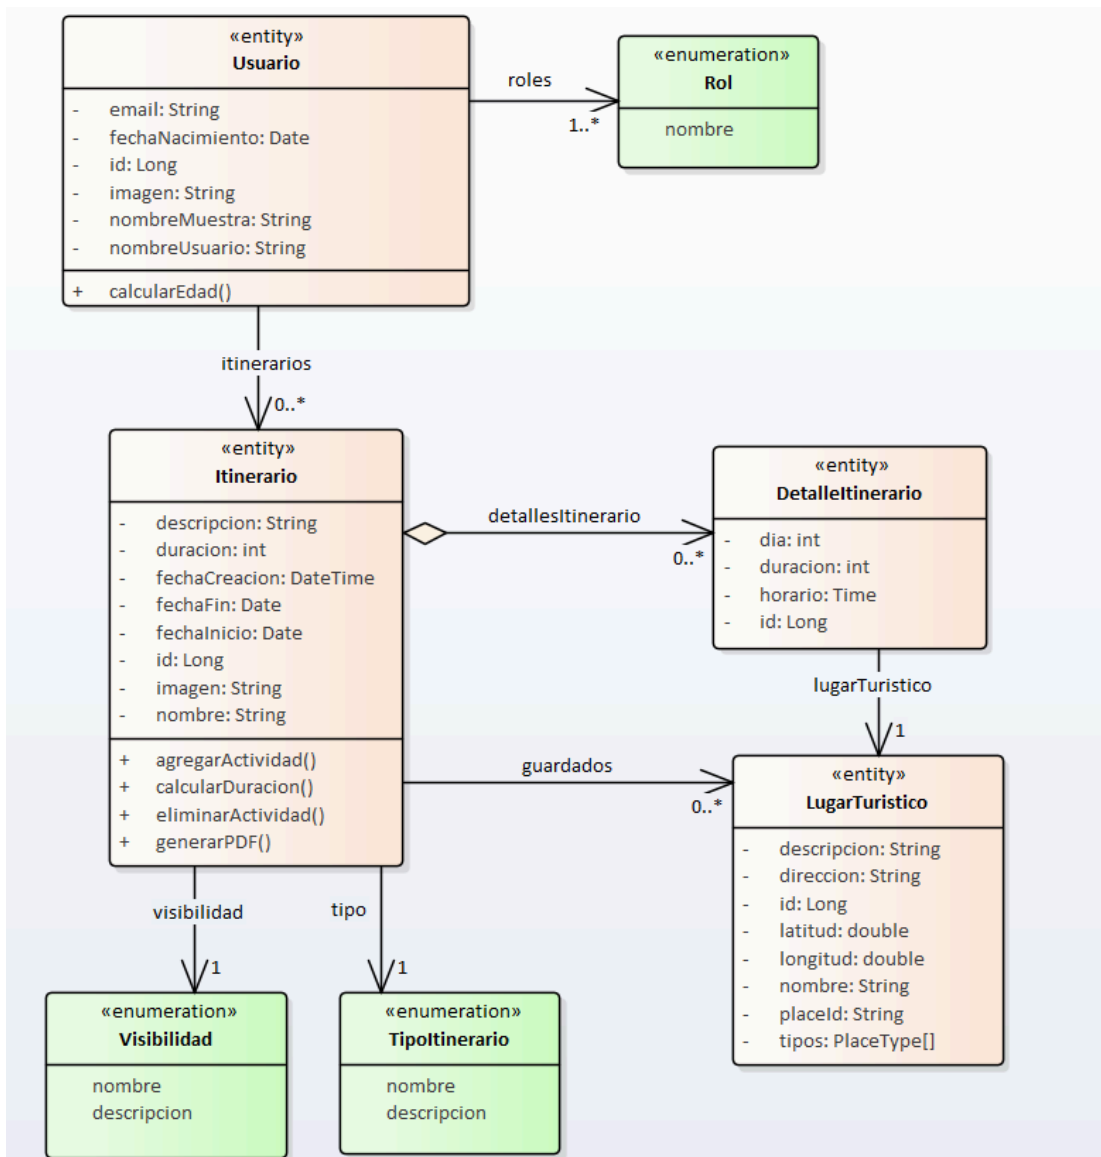 «entity»
Usuario
- email: String
- fechaNacimiento: Date
- id: Long
- imagen: String
- nombreMuestra: String
- nombreUsuario: String
+ calcularEdad()
roles
1..*
«enumeration»
Rol
nombre
itinerarios
0..*
«entity»
Itinerario
- descripcion: String
- duracion: int
- fechaCreacion: DateTime
- fechaFin: Date
- fechaInicio: Date
- id: Long
- imagen: String
- nombre: String
+ agregarActividad()
+ calcularDuracion()
+ eliminarActividad()
+ generarPDF()
detallesItinerario
0..*
«entity»
DetalleItinerario
- dia: int
- duracion: int
- horario: Time
- id: Long
lugarTuristico
1
guardados
0..*
«entity»
LugarTuristico
- descripcion: String
- direccion: String
- id: Long
- latitud: double
- longitud: double
- nombre: String
- placeId: String
- tipos: PlaceType[]
visibilidad
1
tipo
1
«enumeration»
Visibilidad
nombre
descripcion
«enumeration»
TipoItinerario
nombre
descripcion